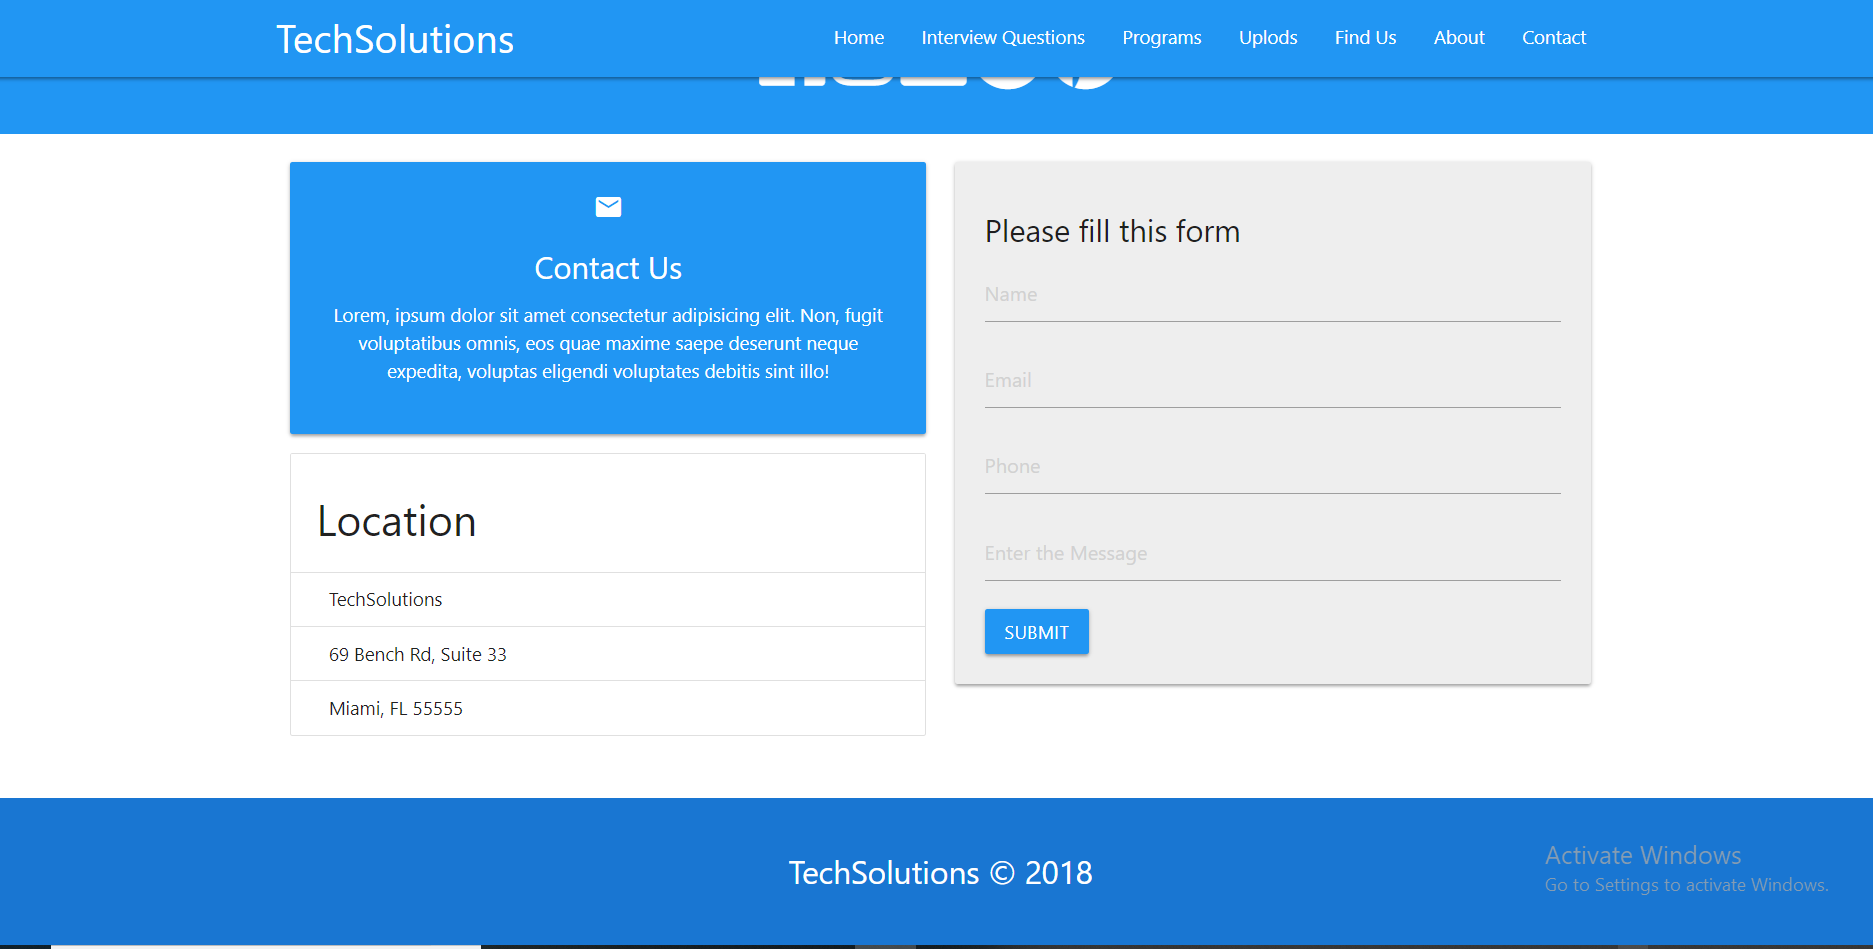 TechSolutions
Home Interview Questions Programs Uplods Find Us About Contact
Contact Us
Lorem, ipsum dolor sit amet consectetur adipisicing elit. Non, fugit
voluptatibus omnis, eos quae maxime saepe deserunt neque
expedita, voluptas eligendi voluptates debitis sint illo!
Location
TechSolutions
69 Bench Rd, Suite 33
Miami, FL 55555
Please fill this form
Name
Email
Phone
Enter the Message
SUBMIT
TechSolutions © 2018
Activate Windows
Go to Settings to activate Windows.